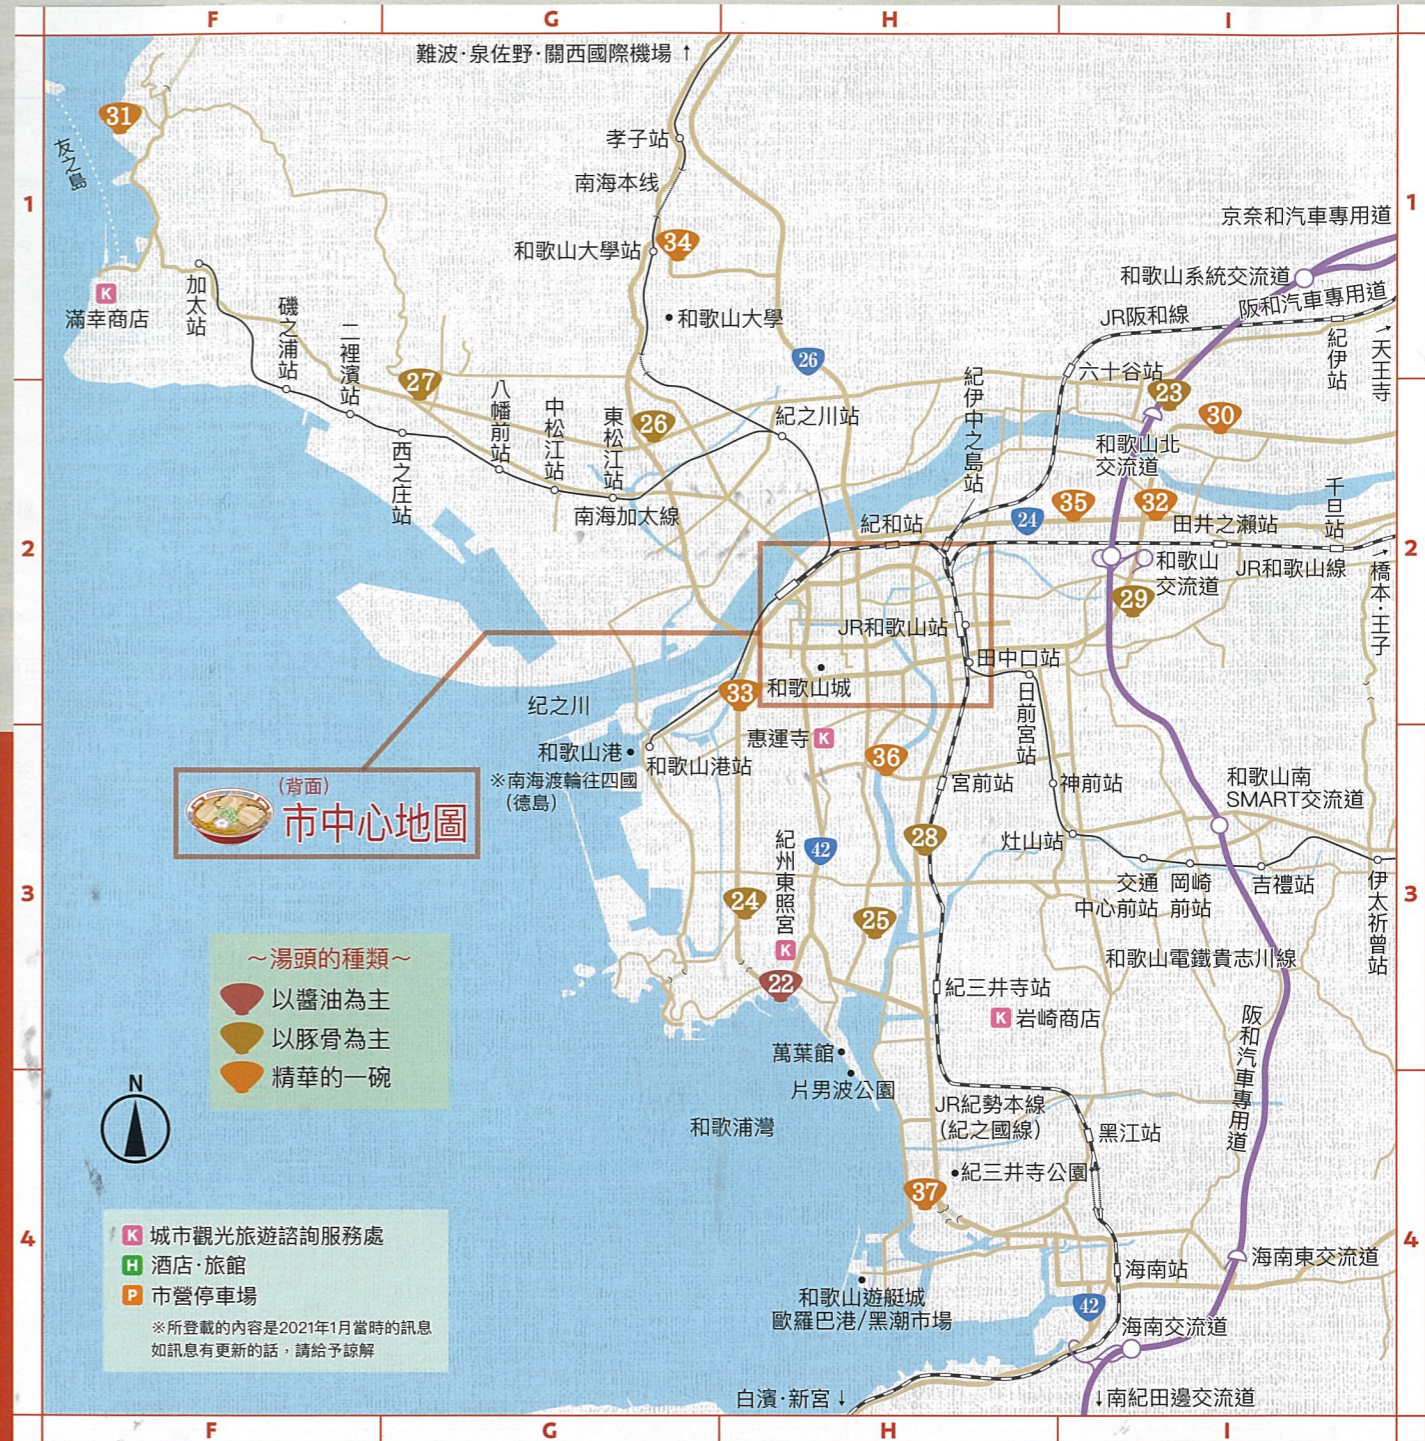 F
G
H
I
1
1
2
2
3
3
4
4
F
G
H
I
難波·泉佐野·關西國際機場 ↑
31
友之島
孝子站
南海本线
和歌山大學站
34
京奈和汽車專用道
和歌山系統交流道
阪和汽車專用道
JR阪和線
紀伊站
→天王寺
K
滿幸商店
加太站
磯之浦站
二裡濱站
•和歌山大學
26
六十谷站
23
30
27
八幡前站
中松江站
東松江站
26
紀之川站
紀伊中之島站
和歌山北
交流道
西之庄站
南海加太線
紀和站
24
35
32
田井之瀨站
千旦站
和歌山
交流道
JR和歌山線
→橋本·王子
29
JR和歌山站
田中口站
和歌山城
日前宮站
33
纪之川
和歌山港•
和歌山港站
※南海渡輪往四國
(德島)
惠運寺 K
36
宮前站
神前站
和歌山南
SMART交流道
(背面)
市中心地圖
42
28
灶山站
交通
中心前站
岡崎
前站
吉禮站
伊太祈曽站
紀州東照宮
K
24
25
22
和歌山電鐵貴志川線
紀三井寺站
K 岩崎商店
阪和汽車專用道
～湯頭的種類～
以醬油為主
以豚骨為主
精華的一碗
萬葉館•
片男波公園
N
和歌浦灣
JR紀勢本線
(紀之國線)
黑江站
•紀三井寺公園
37
K 城市觀光旅遊諮詢服務處
H 酒店·旅館
P 市營停車場
※所登載的內容是2021年1月當時的訊息
如訊息有更新的話，請給予諒解
海南站
海南東交流道
和歌山遊艇城
歐羅巴港/黑潮市場
42
海南交流道
白濱·新宮 ↓
↓南紀田邊交流道